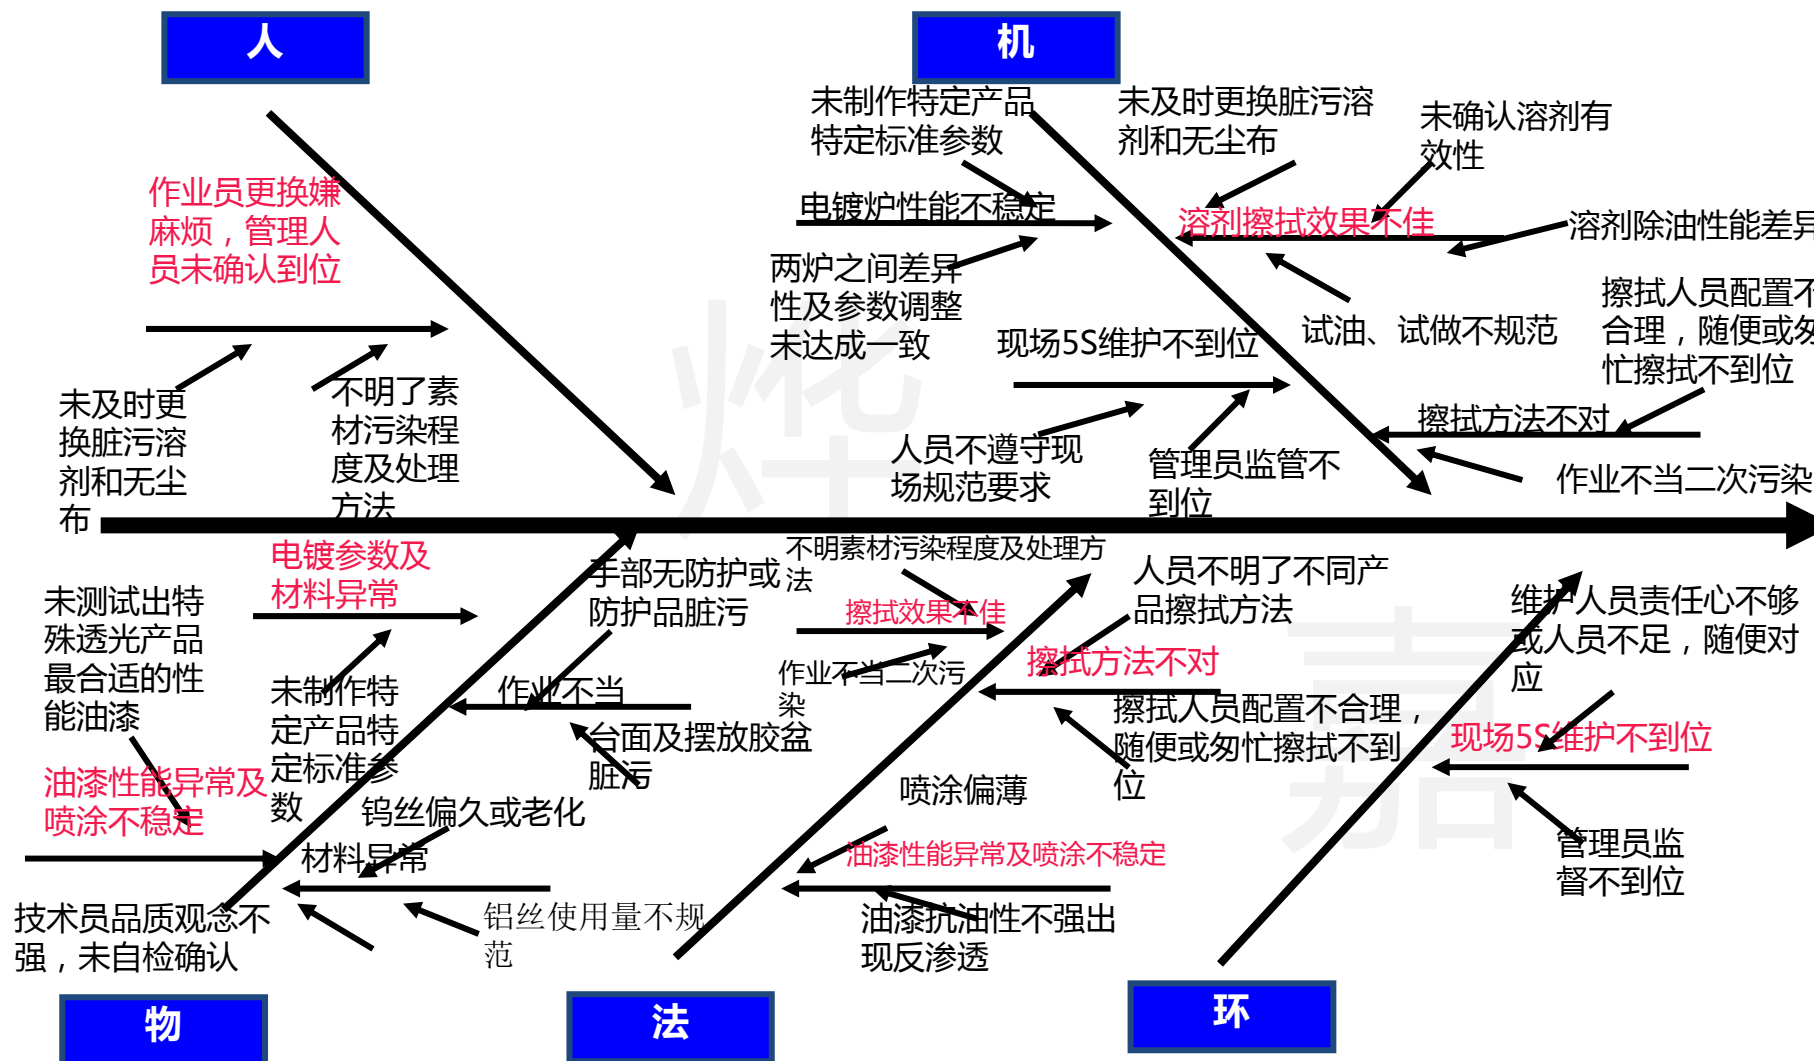 人
机
未制作特定产品
特定标准参数
未及时更换脏污溶
剂和无尘布
未确认溶剂有
效性
作业员更换嫌
麻烦，管理人
员未确认到位
电镀炉性能不稳定
溶剂擦拭效果不佳
溶剂除油性能差异
两炉之间差异
性及参数调整
未达成一致
现场5S维护不到位
试油、试做不规范
擦拭人员配置不
合理，随便或匆
忙擦拭不到位
未及时更
换脏污溶
剂和无尘
布
不明了素
材污染程
度及处理
方法
人员不遵守现
场规范要求
管理员监管不
到位
擦拭方法不对
作业不当二次污染
电镀参数及
材料异常
手部无防护或
防护品脏污
不明素材污染程度及处理方
法
擦拭效果不佳
人员不明了不同产
品擦拭方法
维护人员责任心不够
或人员不足，随便对
应
未测试出特
殊透光产品
最合适的性
能油漆
未制作特
定产品特
定标准参
数
作业不当
台面及摆放胶盆
脏污
作业不当二次污
染
擦拭方法不对
擦拭人员配置不合理，
随便或匆忙擦拭不到
位
现场5S维护不到位
油漆性能异常及
喷涂不稳定
钨丝偏久或老化
材料异常
喷涂偏薄
油漆性能异常及喷涂不稳定
管理员监
督不到位
技术员品质观念不
强，未自检确认
铝丝使用量不规
范
油漆抗油性不强出
现反渗透
物
法
环
烨
嘉